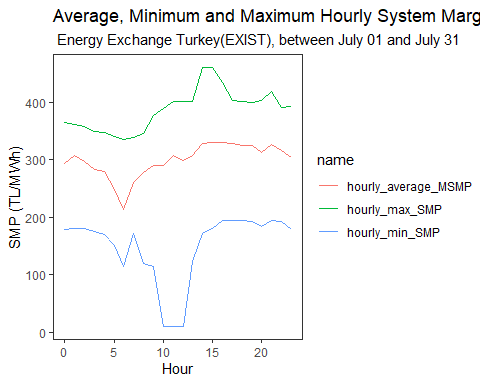 Average, Minimum and Maximum Hourly System Marg
Energy Exchange Turkey(EXIST), between July 01 and July 31
SMP (TL/MWh)
400
300
200
100
0
0 5 10 15 20
Hour
name
hourly_average_MSMP
hourly_max_SMP
hourly_min_SMP